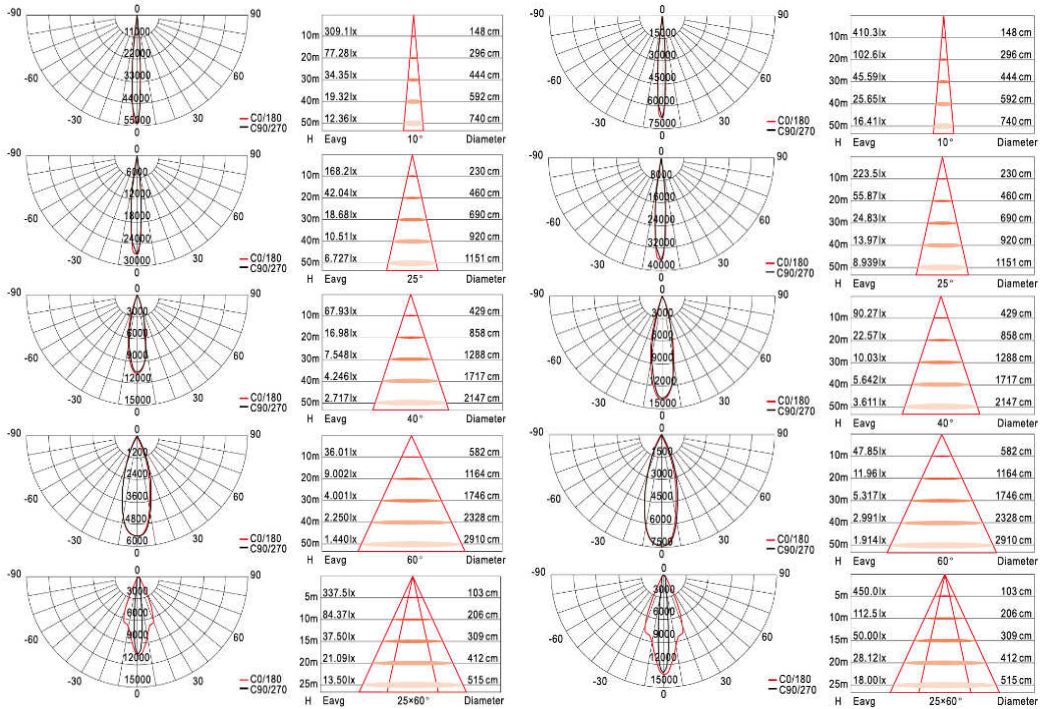 0
-90 90
11000
22000
33000
44000
55000
-60 60
-30 30
C0/180
C90/270
0
10m 309.1lx 148 cm
20m 77.28lx 296 cm
30m 34.35lx 444 cm
40m 19.32lx 592 cm
50m 12.36lx 740 cm
H Eavg 10° Diameter
0
-90 90
15000
30000
45000
60000
75000
-60 60
-30 30
C0/180
C90/270
0
10m 410.3lx 148 cm
20m 102.6lx 296 cm
30m 45.59lx 444 cm
40m 25.65lx 592 cm
50m 16.41lx 740 cm
H Eavg 10° Diameter
-90 90
6000
12000
18000
24000
30000
-60 60
-30 30
C0/180
C90/270
0
10m 168.2lx 230 cm
20m 42.04lx 460 cm
30m 18.68lx 690 cm
40m 10.51lx 920 cm
50m 6.727lx 1151 cm
H Eavg 25° Diameter
-90 90
8000
16000
24000
32000
40000
-60 60
-30 30
C0/180
C90/270
0
10m 223.5lx 230 cm
20m 55.87lx 460 cm
30m 24.83lx 690 cm
40m 13.97lx 920 cm
50m 8.939lx 1151 cm
H Eavg 25° Diameter
-90 90
3000
6000
9000
12000
15000
-60 60
-30 30
C0/180
C90/270
0
10m 67.93lx 429 cm
20m 16.98lx 858 cm
30m 7.548lx 1288 cm
40m 4.246lx 1717 cm
50m 2.717lx 2147 cm
H Eavg 40° Diameter
-90 90
3000
6000
9000
12000
15000
-60 60
-30 30
C0/180
C90/270
0
10m 90.27lx 429 cm
20m 22.57lx 858 cm
30m 10.03lx 1288 cm
40m 5.642lx 1717 cm
50m 3.611lx 2147 cm
H Eavg 40° Diameter
-90 90
1200
2400
3600
4800
6000
-60 60
-30 30
C0/180
C90/270
0
10m 36.01lx 582 cm
20m 9.002lx 1164 cm
30m 4.001lx 1746 cm
40m 2.250lx 2328 cm
50m 1.440lx 2910 cm
H Eavg 60° Diameter
-90 90
1500
3000
4500
6000
7500
-60 60
-30 30
C0/180
C90/270
0
10m 47.85lx 582 cm
20m 11.96lx 1164 cm
30m 5.317lx 1746 cm
40m 2.991lx 2328 cm
50m 1.914lx 2910 cm
H Eavg 60° Diameter
-90 90
3000
6000
9000
12000
15000
-60 60
-30 30
C0/180
C90/270
0
5m 337.5lx 103 cm
10m 84.37lx 206 cm
15m 37.50lx 309 cm
20m 21.09lx 412 cm
25m 13.50lx 515 cm
H Eavg 25×60° Diameter
-90 90
3000
6000
9000
12000
15000
-60 60
-30 30
C0/180
C90/270
0
5m 450.0lx 103 cm
10m 112.5lx 206 cm
15m 50.00lx 309 cm
20m 28.12lx 412 cm
25m 18.00lx 515 cm
H Eavg 25×60° Diameter